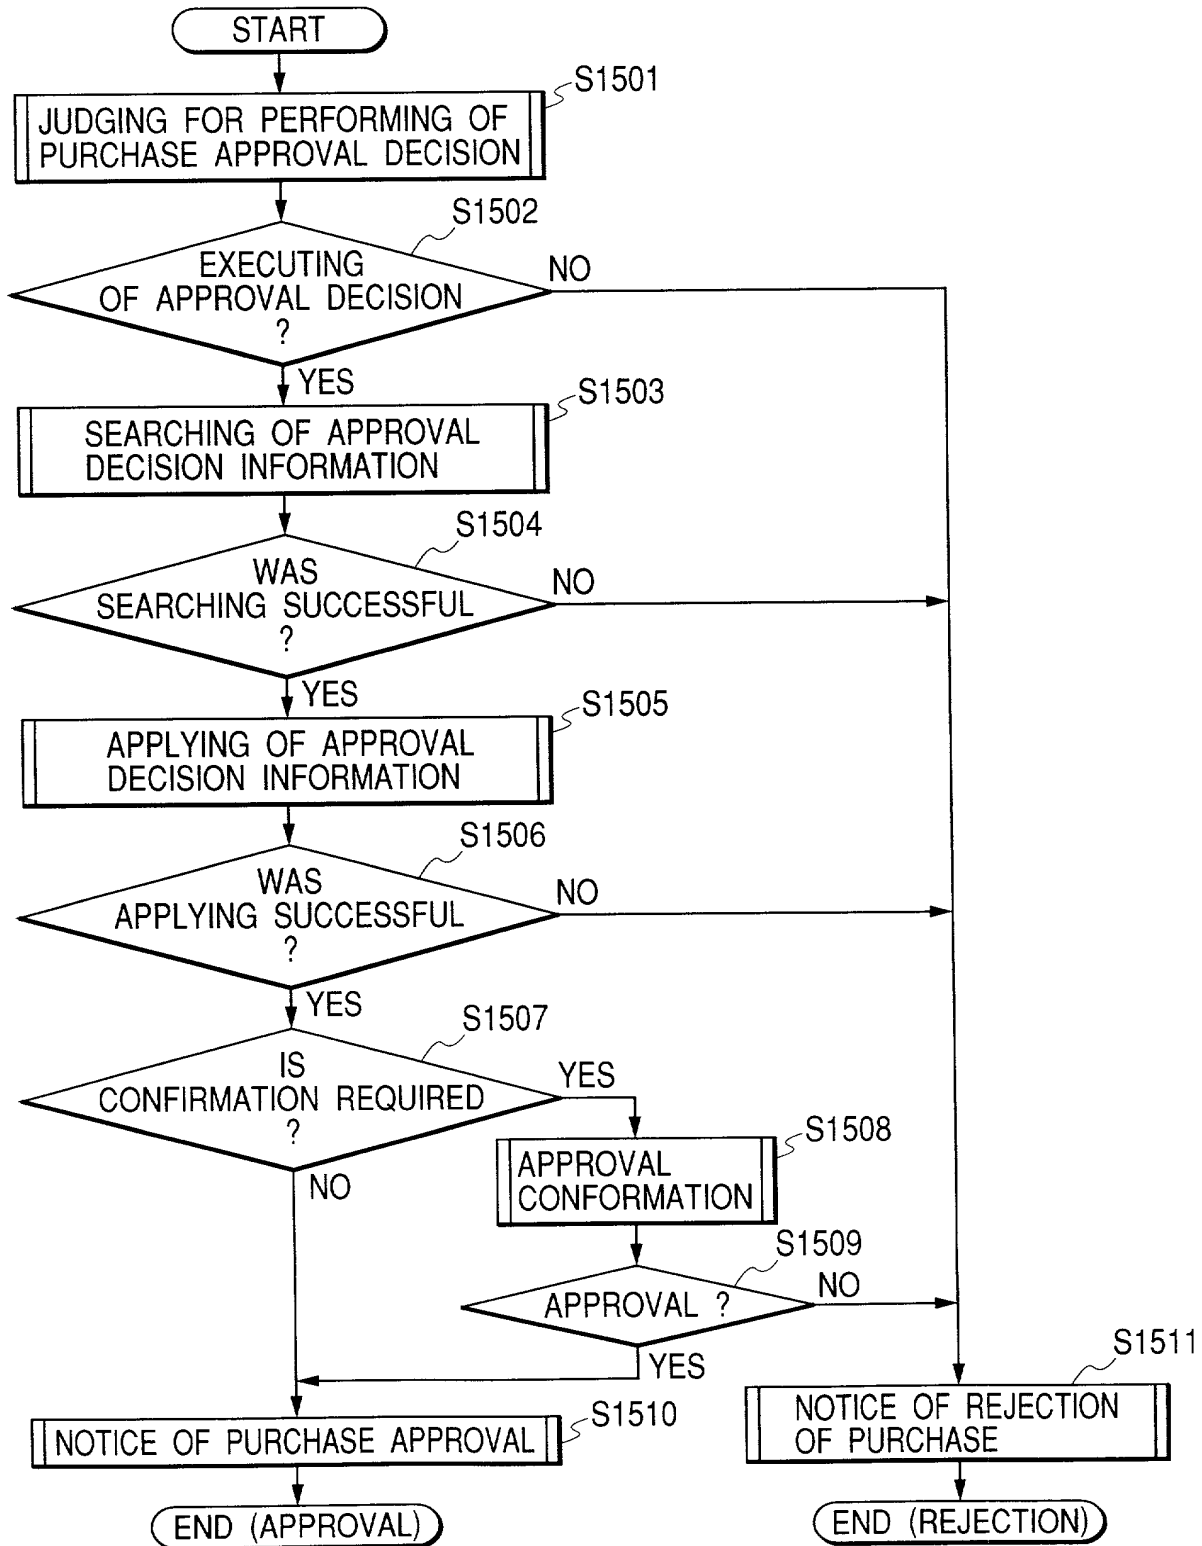 START
S1501
JUDGING FOR PERFORMING OF
PURCHASE APPROVAL DECISION
S1502
EXECUTING
OF APPROVAL DECISION
?
NO
YES
S1503
SEARCHING OF APPROVAL
DECISION INFORMATION
S1504
WAS
SEARCHING SUCCESSFUL
?
NO
YES
S1505
APPLYING OF APPROVAL
DECISION INFORMATION
S1506
WAS
APPLYING SUCCESSFUL
?
NO
YES
S1507
IS
CONFIRMATION REQUIRED
?
YES
NO
S1508
APPROVAL
CONFORMATION
S1509
APPROVAL ?
NO
YES
S1510
NOTICE OF PURCHASE APPROVAL
END (APPROVAL)
S1511
NOTICE OF REJECTION
OF PURCHASE
END (REJECTION)